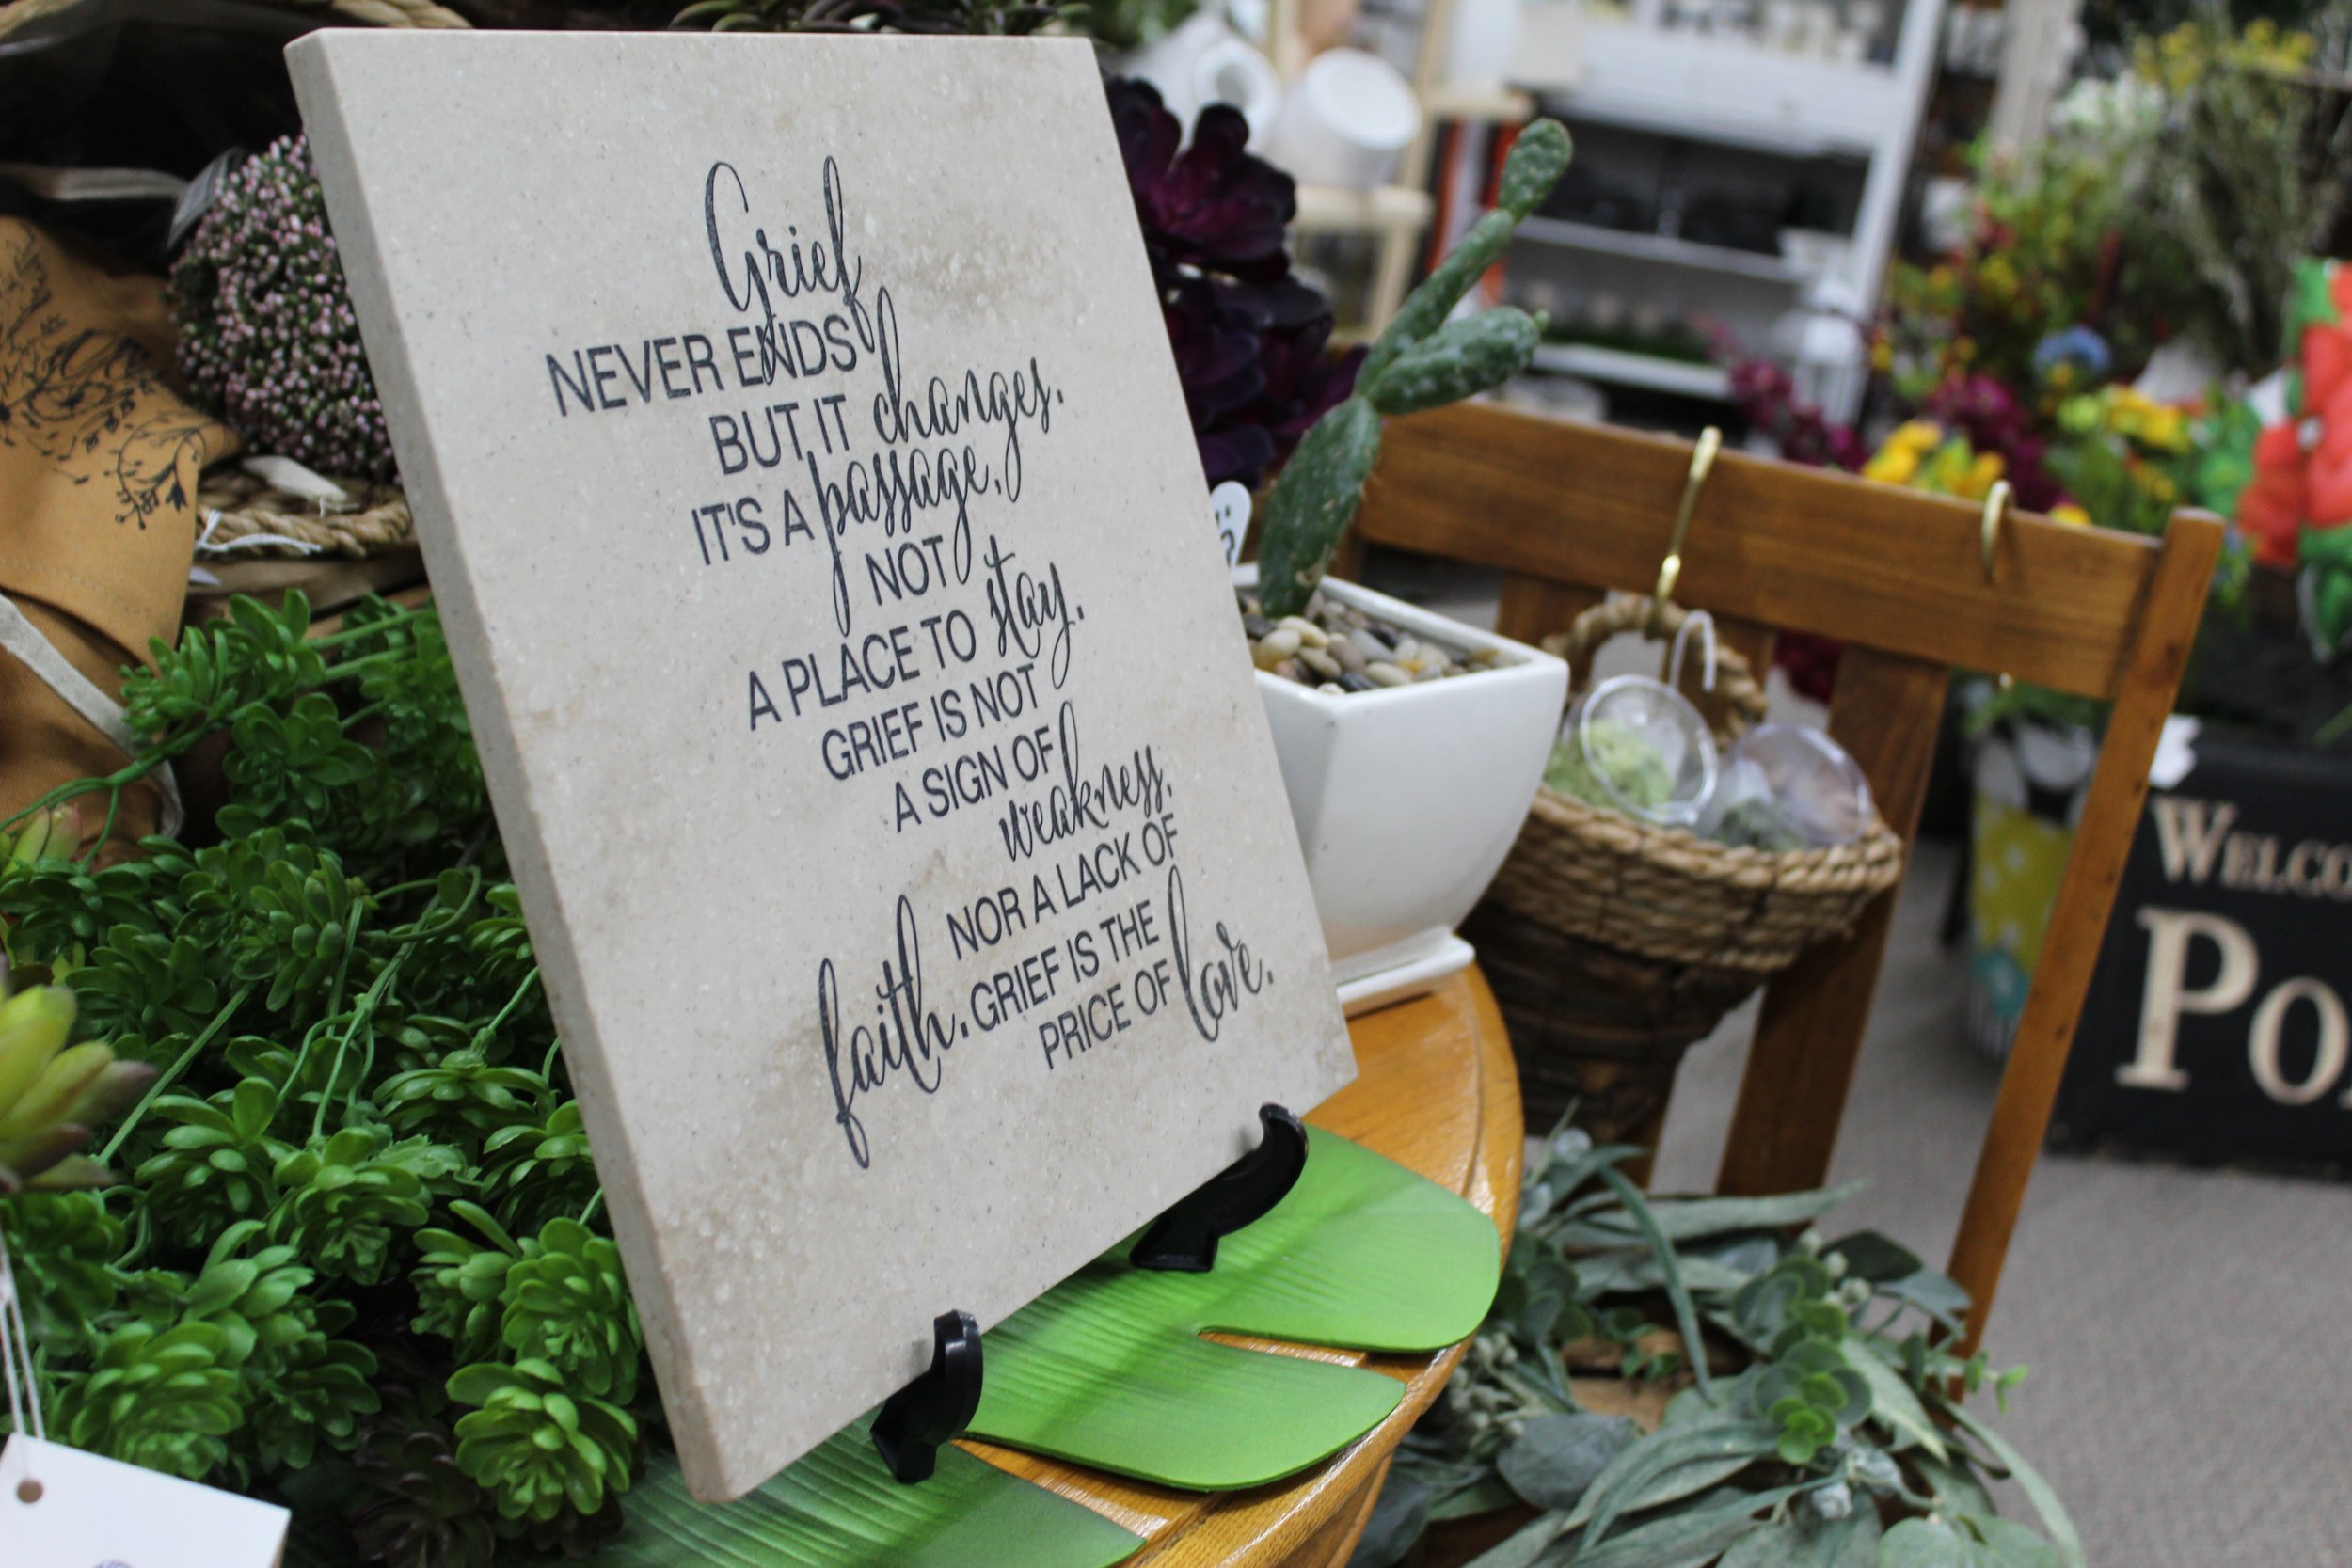 Grief
NEVER ENDS
BUT IT changes.
IT'S A passage,
NOT
A PLACE TO stay.
GRIEF IS NOT
A SIGN OF
weakness,
NOR A LACK OF
faith. GRIEF IS THE
PRICE OF love.
WELCO
PO